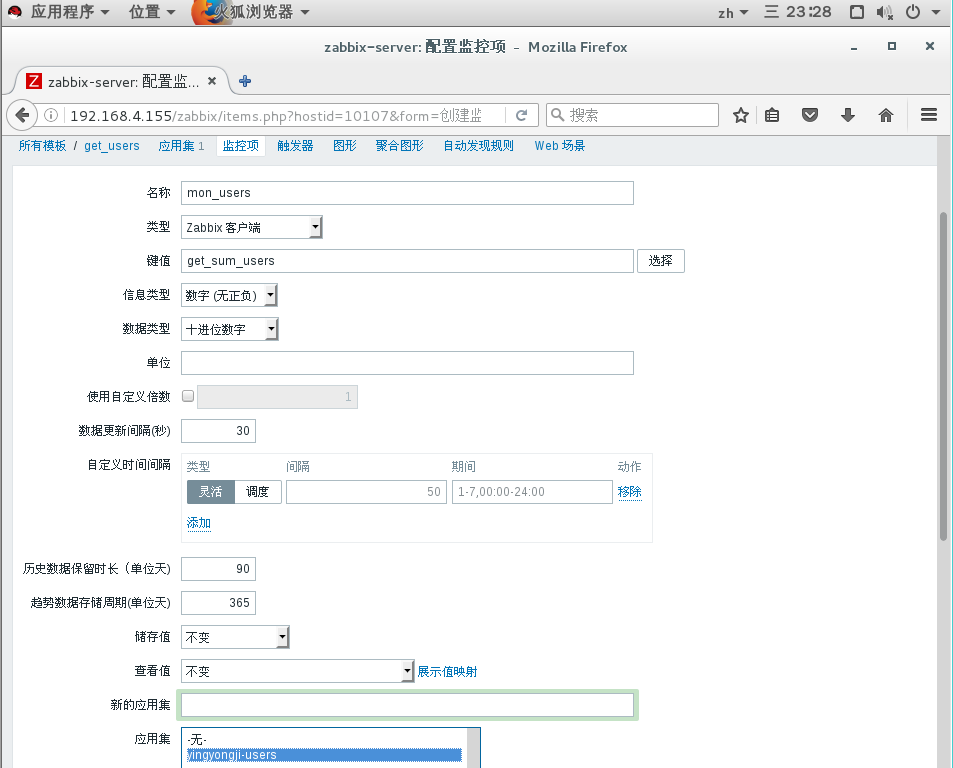 应用程序 位置 火狐浏览器 zh 三 23:28
zabbix-server: 配置监控项 - Mozilla Firefox
Z zabbix-server: 配置监...
192.168.4.155/zabbix/items.php?hostid=10107&form=创建监 搜索
所有模板 / get_users 应用集 1 监控项 触发器 图形 聚合图形 自动发现规则 Web 场景
名称 mon_users
类型 Zabbix 客户端
键值 get_sum_users 选择
信息类型 数字 (无正负)
数据类型 十进位数字
单位
使用自定义倍数 1
数据更新间隔(秒) 30
自定义时间间隔 类型 间隔 期间 动作
灵活 调度 50 1-7,00:00-24:00 移除
添加
历史数据保留时长（单位天) 90
趋势数据存储周期(单位天) 365
储存值 不变
查看值 不变 展示值映射
新的应用集
应用集 -无-
yingyongji-users